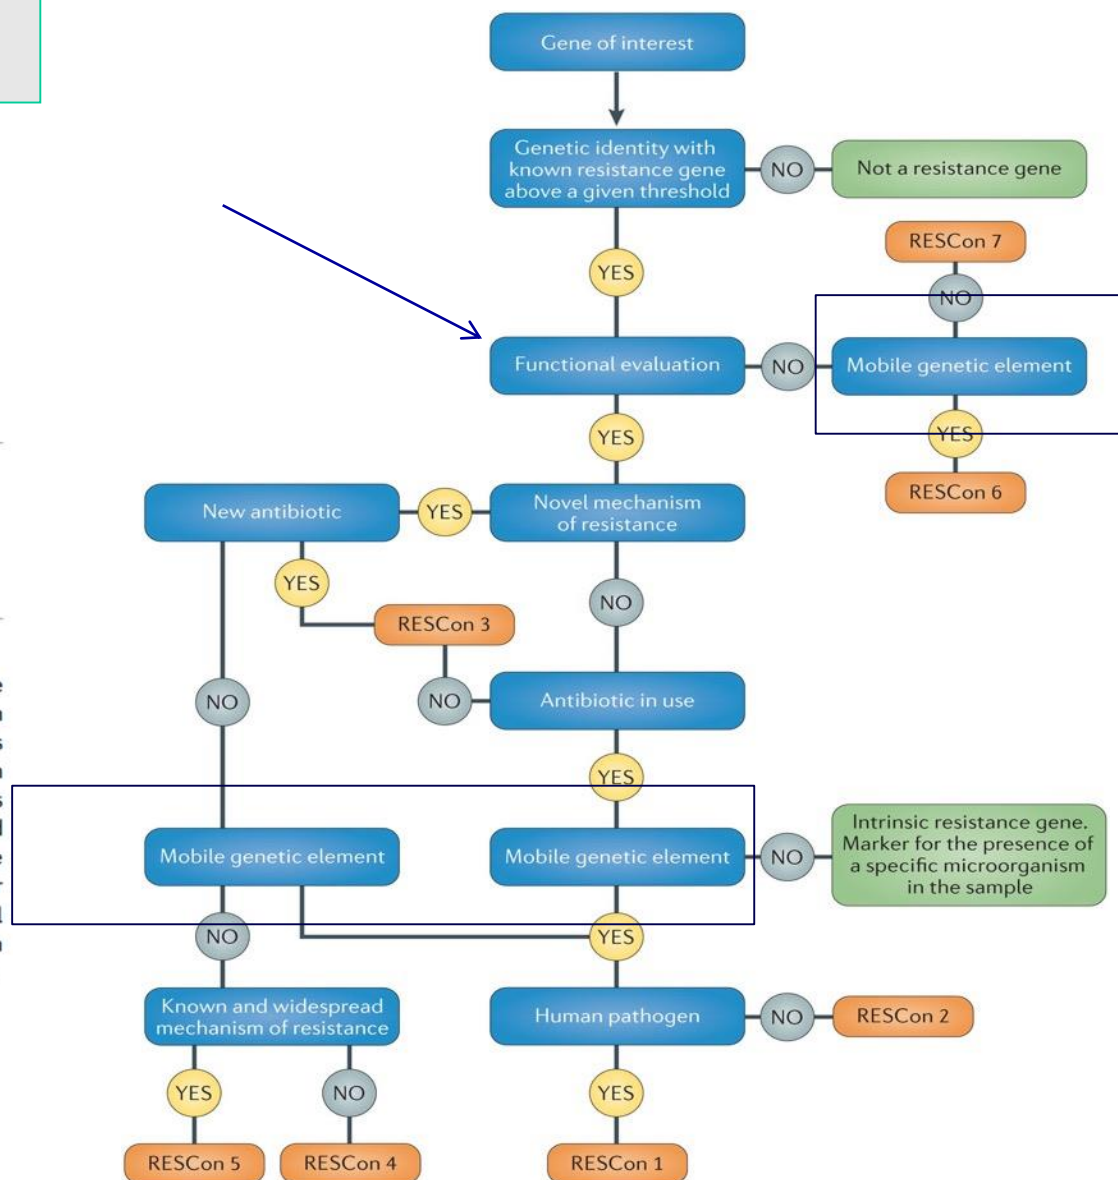 Gene of interest
Genetic identity with
known resistance gene
above a given threshold
NO
Not a resistance gene
RESCon 7
YES
NO
Functional evaluation
NO
Mobile genetic element
YES
YES
RESCon 6
New antibiotic
YES
Novel mechanism
of resistance
YES
NO
RESCon 3
NO
NO
Antibiotic in use
YES
Mobile genetic element
Mobile genetic element
NO
Intrinsic resistance gene.
Marker for the presence of
a specific microorganism
in the sample
NO
YES
Known and widespread
mechanism of resistance
Human pathogen
NO
RESCon 2
YES
NO
YES
RESCon 5
RESCon 4
RESCon 1